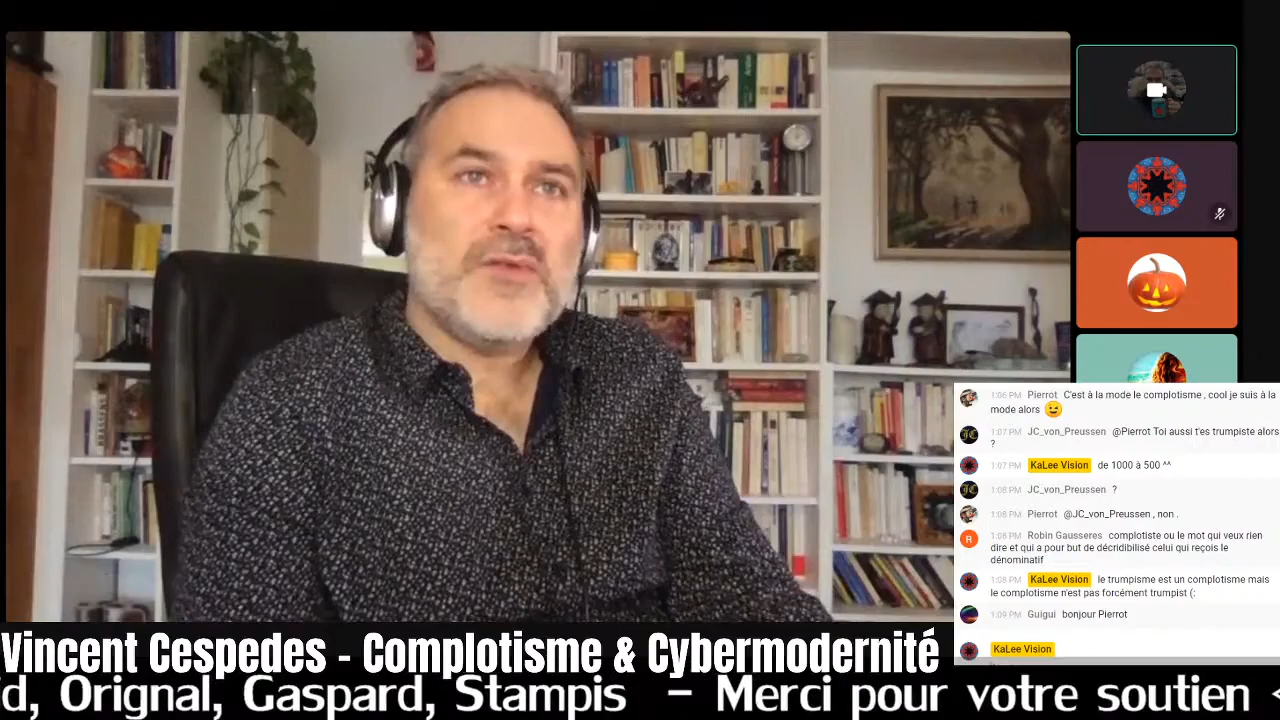 1:06 PM Pierrot C'est à la mode le complotisme , cool je suis à la
mode alors 😉
1:07 PM JC_von_Preussen @Pierrot Toi aussi t'es trumpiste alors
?
1:07 PM KaLee Vision de 1000 à 500 ^^
1:08 PM JC_von_Preussen ?
1:08 PM Pierrot @JC_von_Preussen , non .
R 1:08 PM Robin Gausseres complotiste ou le mot qui veux rien
dire et qui a pour but de décridibilisé celui qui reçois le
dénominatif
1:08 PM KaLee Vision le trumpisme est un complotisme mais
le complotisme n'est pas forcément trumpist (:
1:09 PM Guigui bonjour Pierrot
KaLee Vision
Vincent Cespedes - Complotisme & Cybermodernité
d, Orignal, Gaspard, Stampis – Merci pour votre soutien <